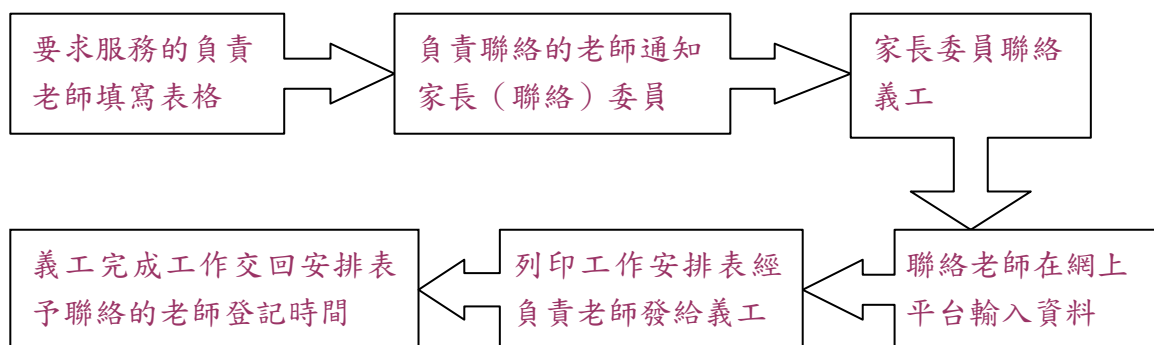 要求服務的負責
老師填寫表格
負責聯絡的老師通知
家長（聯絡）委員
家長委員聯絡
義工
聯絡老師在網上
平台輸入資料
列印工作安排表經
負責老師發給義工
義工完成工作交回安排表
予聯絡的老師登記時間